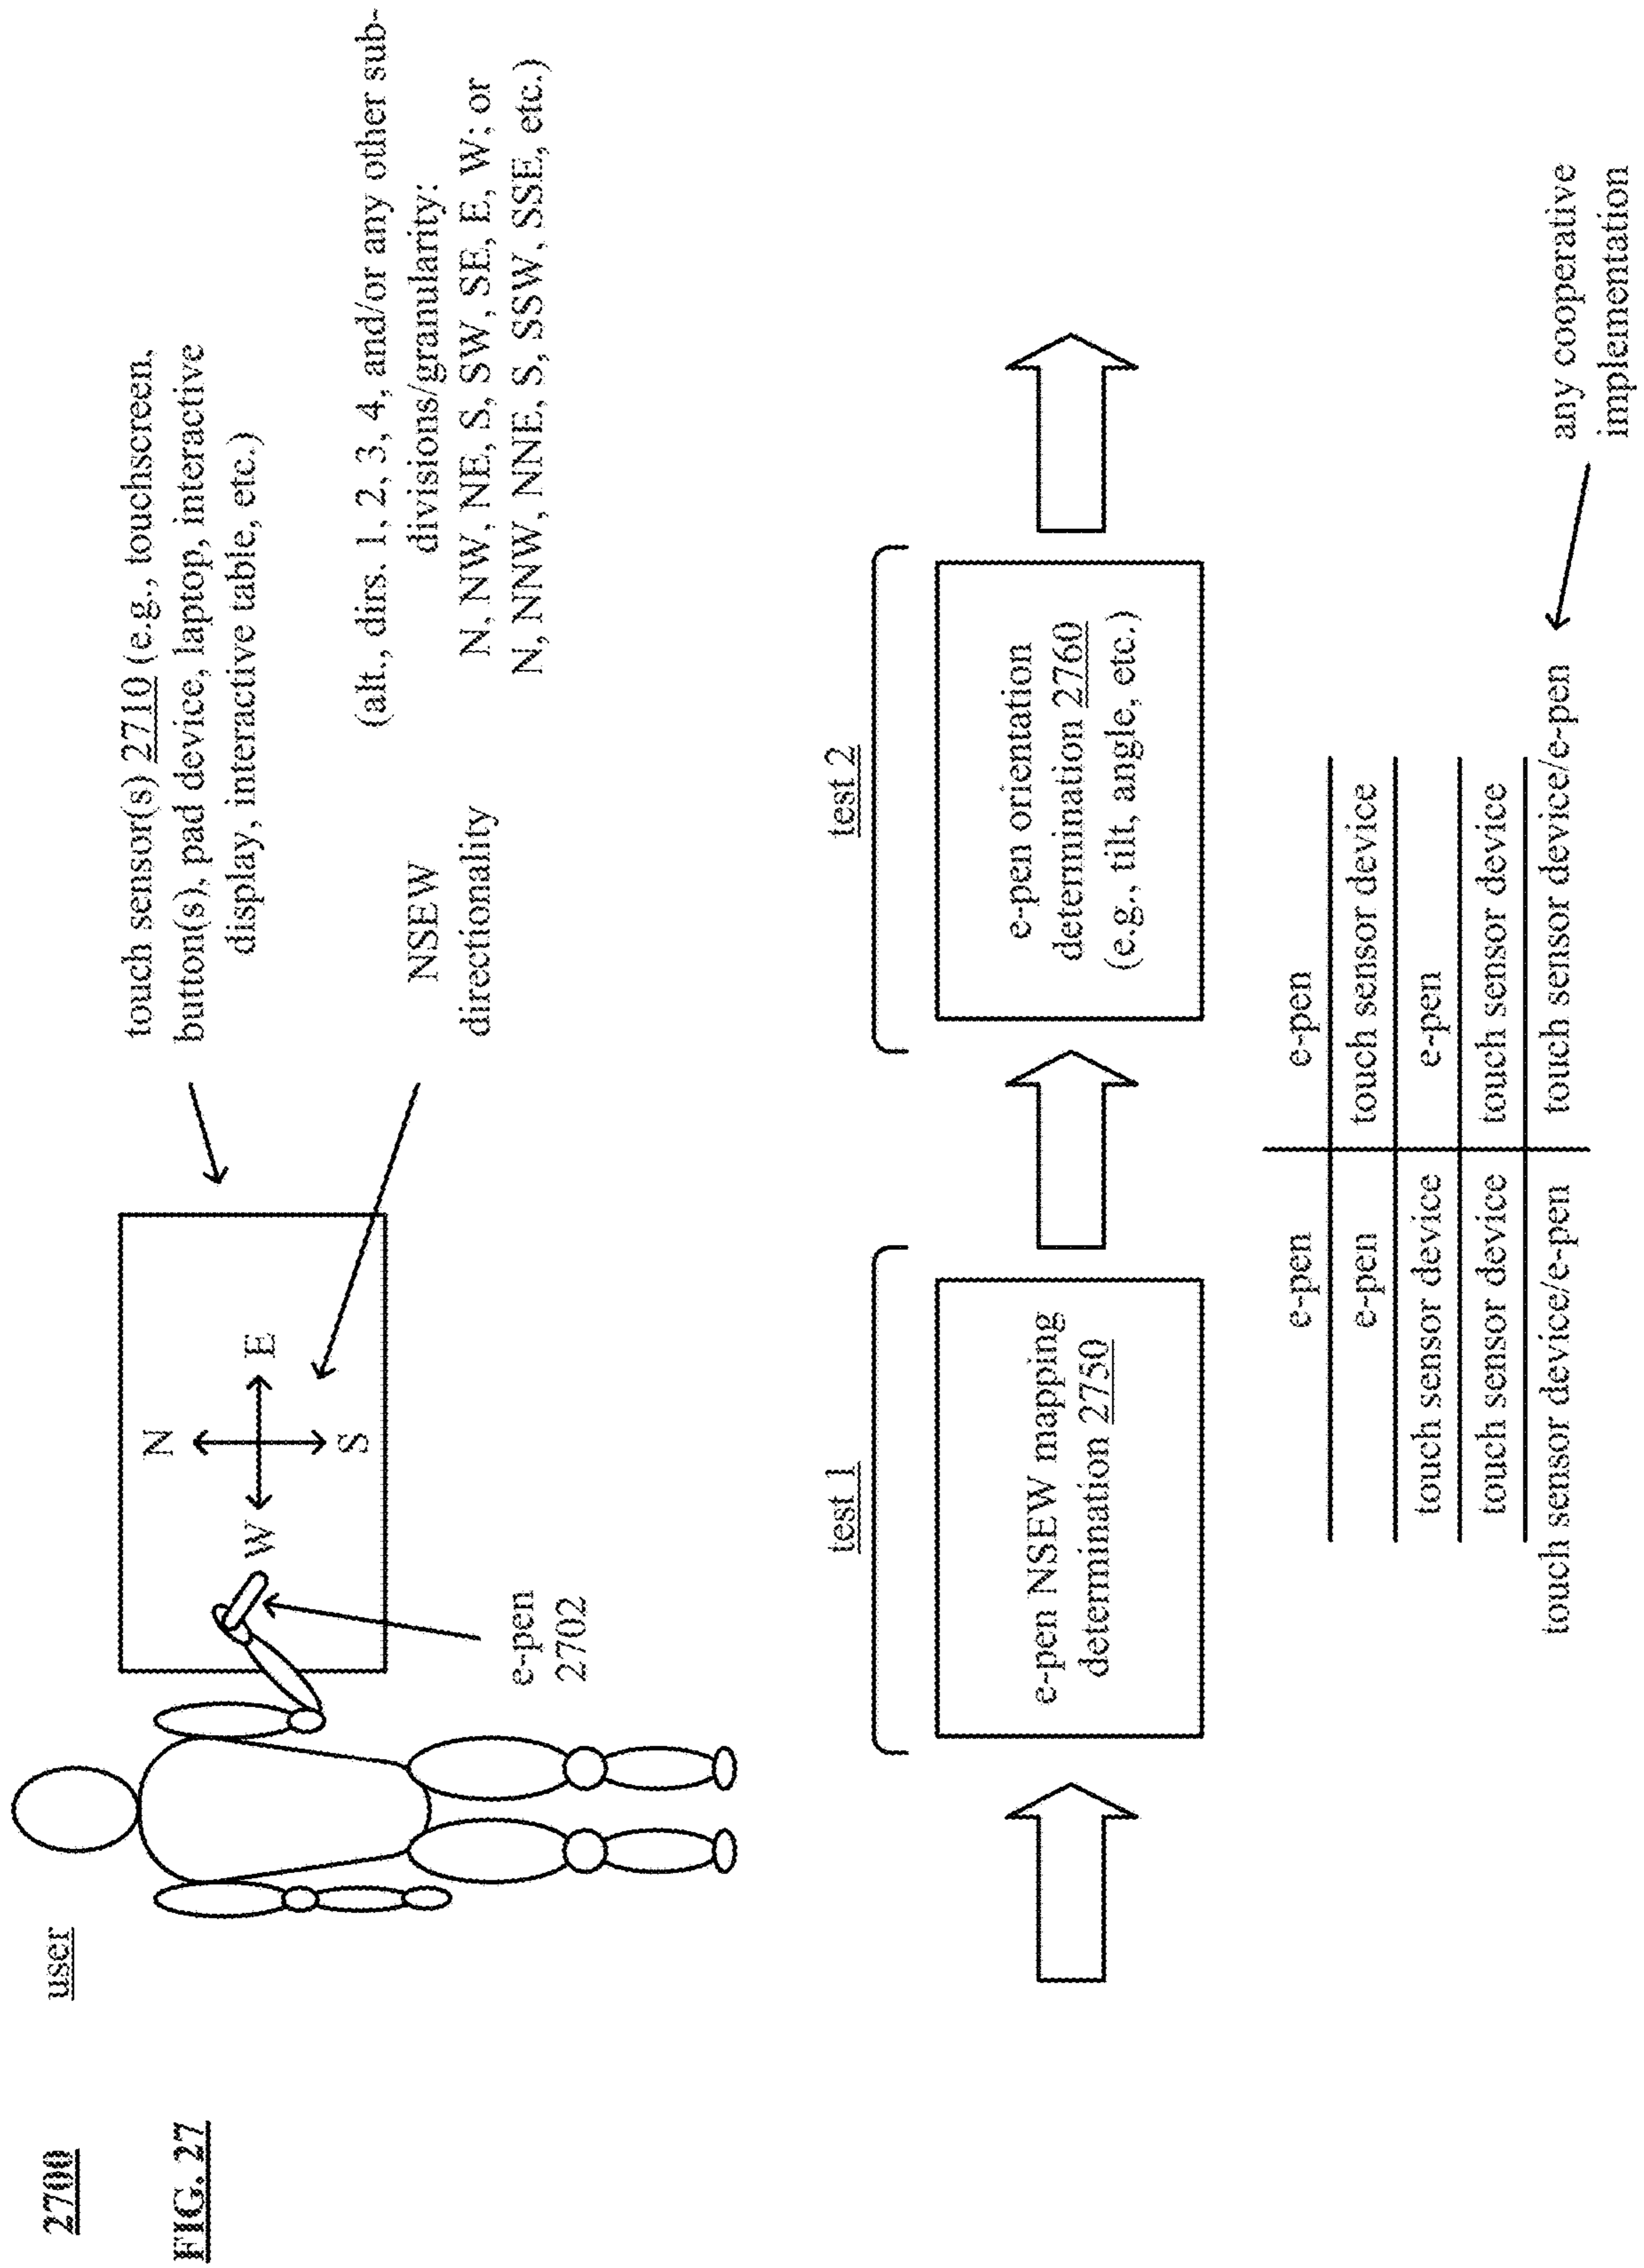 2700
FIG. 27
user
touch sensor(s) 2710 (e.g., touchscreen,
button(s), pad device, laptop, interactive
display, interactive table, etc.)
N
W
E
S
e-pen
2702
NSEW
directionality
(alt., dirs. 1, 2, 3, 4, and/or any other sub-
divisions/granularity:
N, NW, NE, S, SW, SE, E, W; or
N, NNW, NNE, S, SSW, SSE, etc.)
test 1
e-pen NSEW mapping
determination 2750
test 2
e-pen orientation
determination 2760
(e.g., tilt, angle, etc.)
e-pen e-pen
e-pen touch sensor device
touch sensor device e-pen
touch sensor device touch sensor device
touch sensor device/e-pen touch sensor device/e-pen
any cooperative
implementation